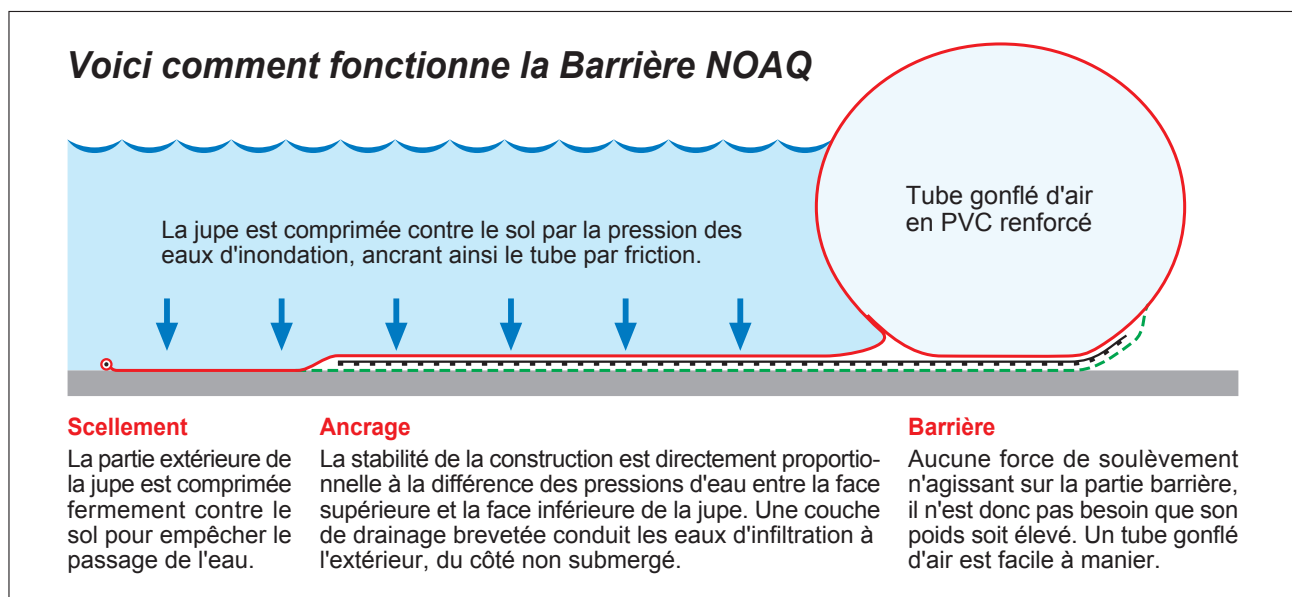 Voici comment fonctionne la Barrière NOAQ
Tube gonflé d'air
en PVC renforcé
La jupe est comprimée contre le sol par la pression des
eaux d'inondation, ancrant ainsi le tube par friction.
Scellement
La partie extérieure de
la jupe est comprimée
fermement contre le
sol pour empêcher le
passage de l'eau.
Ancrage
La stabilité de la construction est directement proportio-
nnelle à la différence des pressions d'eau entre la face
supérieure et la face inférieure de la jupe. Une couche
de drainage brevetée conduit les eaux d'infiltration à
l'extérieur, du côté non submergé.
Barrière
Aucune force de soulèvement
n'agissant sur la partie barrière,
il n'est donc pas besoin que son
poids soit élevé. Un tube gonflé
d'air est facile à manier.